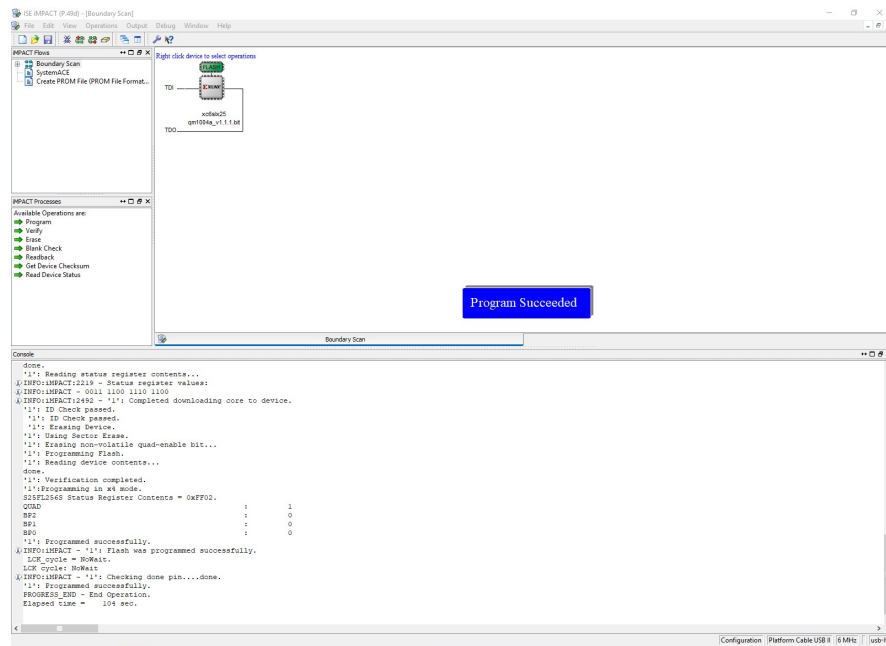 ISE iMPACT (P.49d) - [Boundary Scan]
File Edit View Operations Output Debug Window Help
iMPACT Flows
Boundary Scan
SystemACE
Create PROM File (PROM File Format...
Right click device to select operations
FLASH
TDI
XILINX
xc6slx25
qm1004a_v1.1.1.bit
TDO
iMPACT Processes
Available Operations are:
Program
Verify
Erase
Blank Check
Readback
Get Device Checksum
Read Device Status
Program Succeeded
Boundary Scan
Console
done.
'1': Reading status register contents...
INFO:iMPACT:2219 - Status register values:
INFO:iMPACT - 0011 1100 1110 1100
INFO:iMPACT:2492 - '1': Completed downloading core to device.
'1': ID Check passed.
'1': ID Check passed.
'1': Erasing Device.
'1': Using Sector Erase.
'1': Erasing non-volatile quad-enable bit...
'1': Programming Flash.
'1': Reading device contents...
done.
'1': Verification completed.
'1':Programming in x4 mode.
S25FL256S Status Register Contents = 0xFF02.
QUAD : 1
BP2 : 0
BP1 : 0
BP0 : 0
'1': Programmed successfully.
INFO:iMPACT - '1': Flash was programmed successfully.
LCK_cycle = NoWait.
LCK cycle: NoWait
INFO:iMPACT - '1': Checking done pin....done.
'1': Programmed successfully.
PROGRESS_END - End Operation.
Elapsed time = 104 sec.
Configuration Platform Cable USB II 6 MHz usb-h